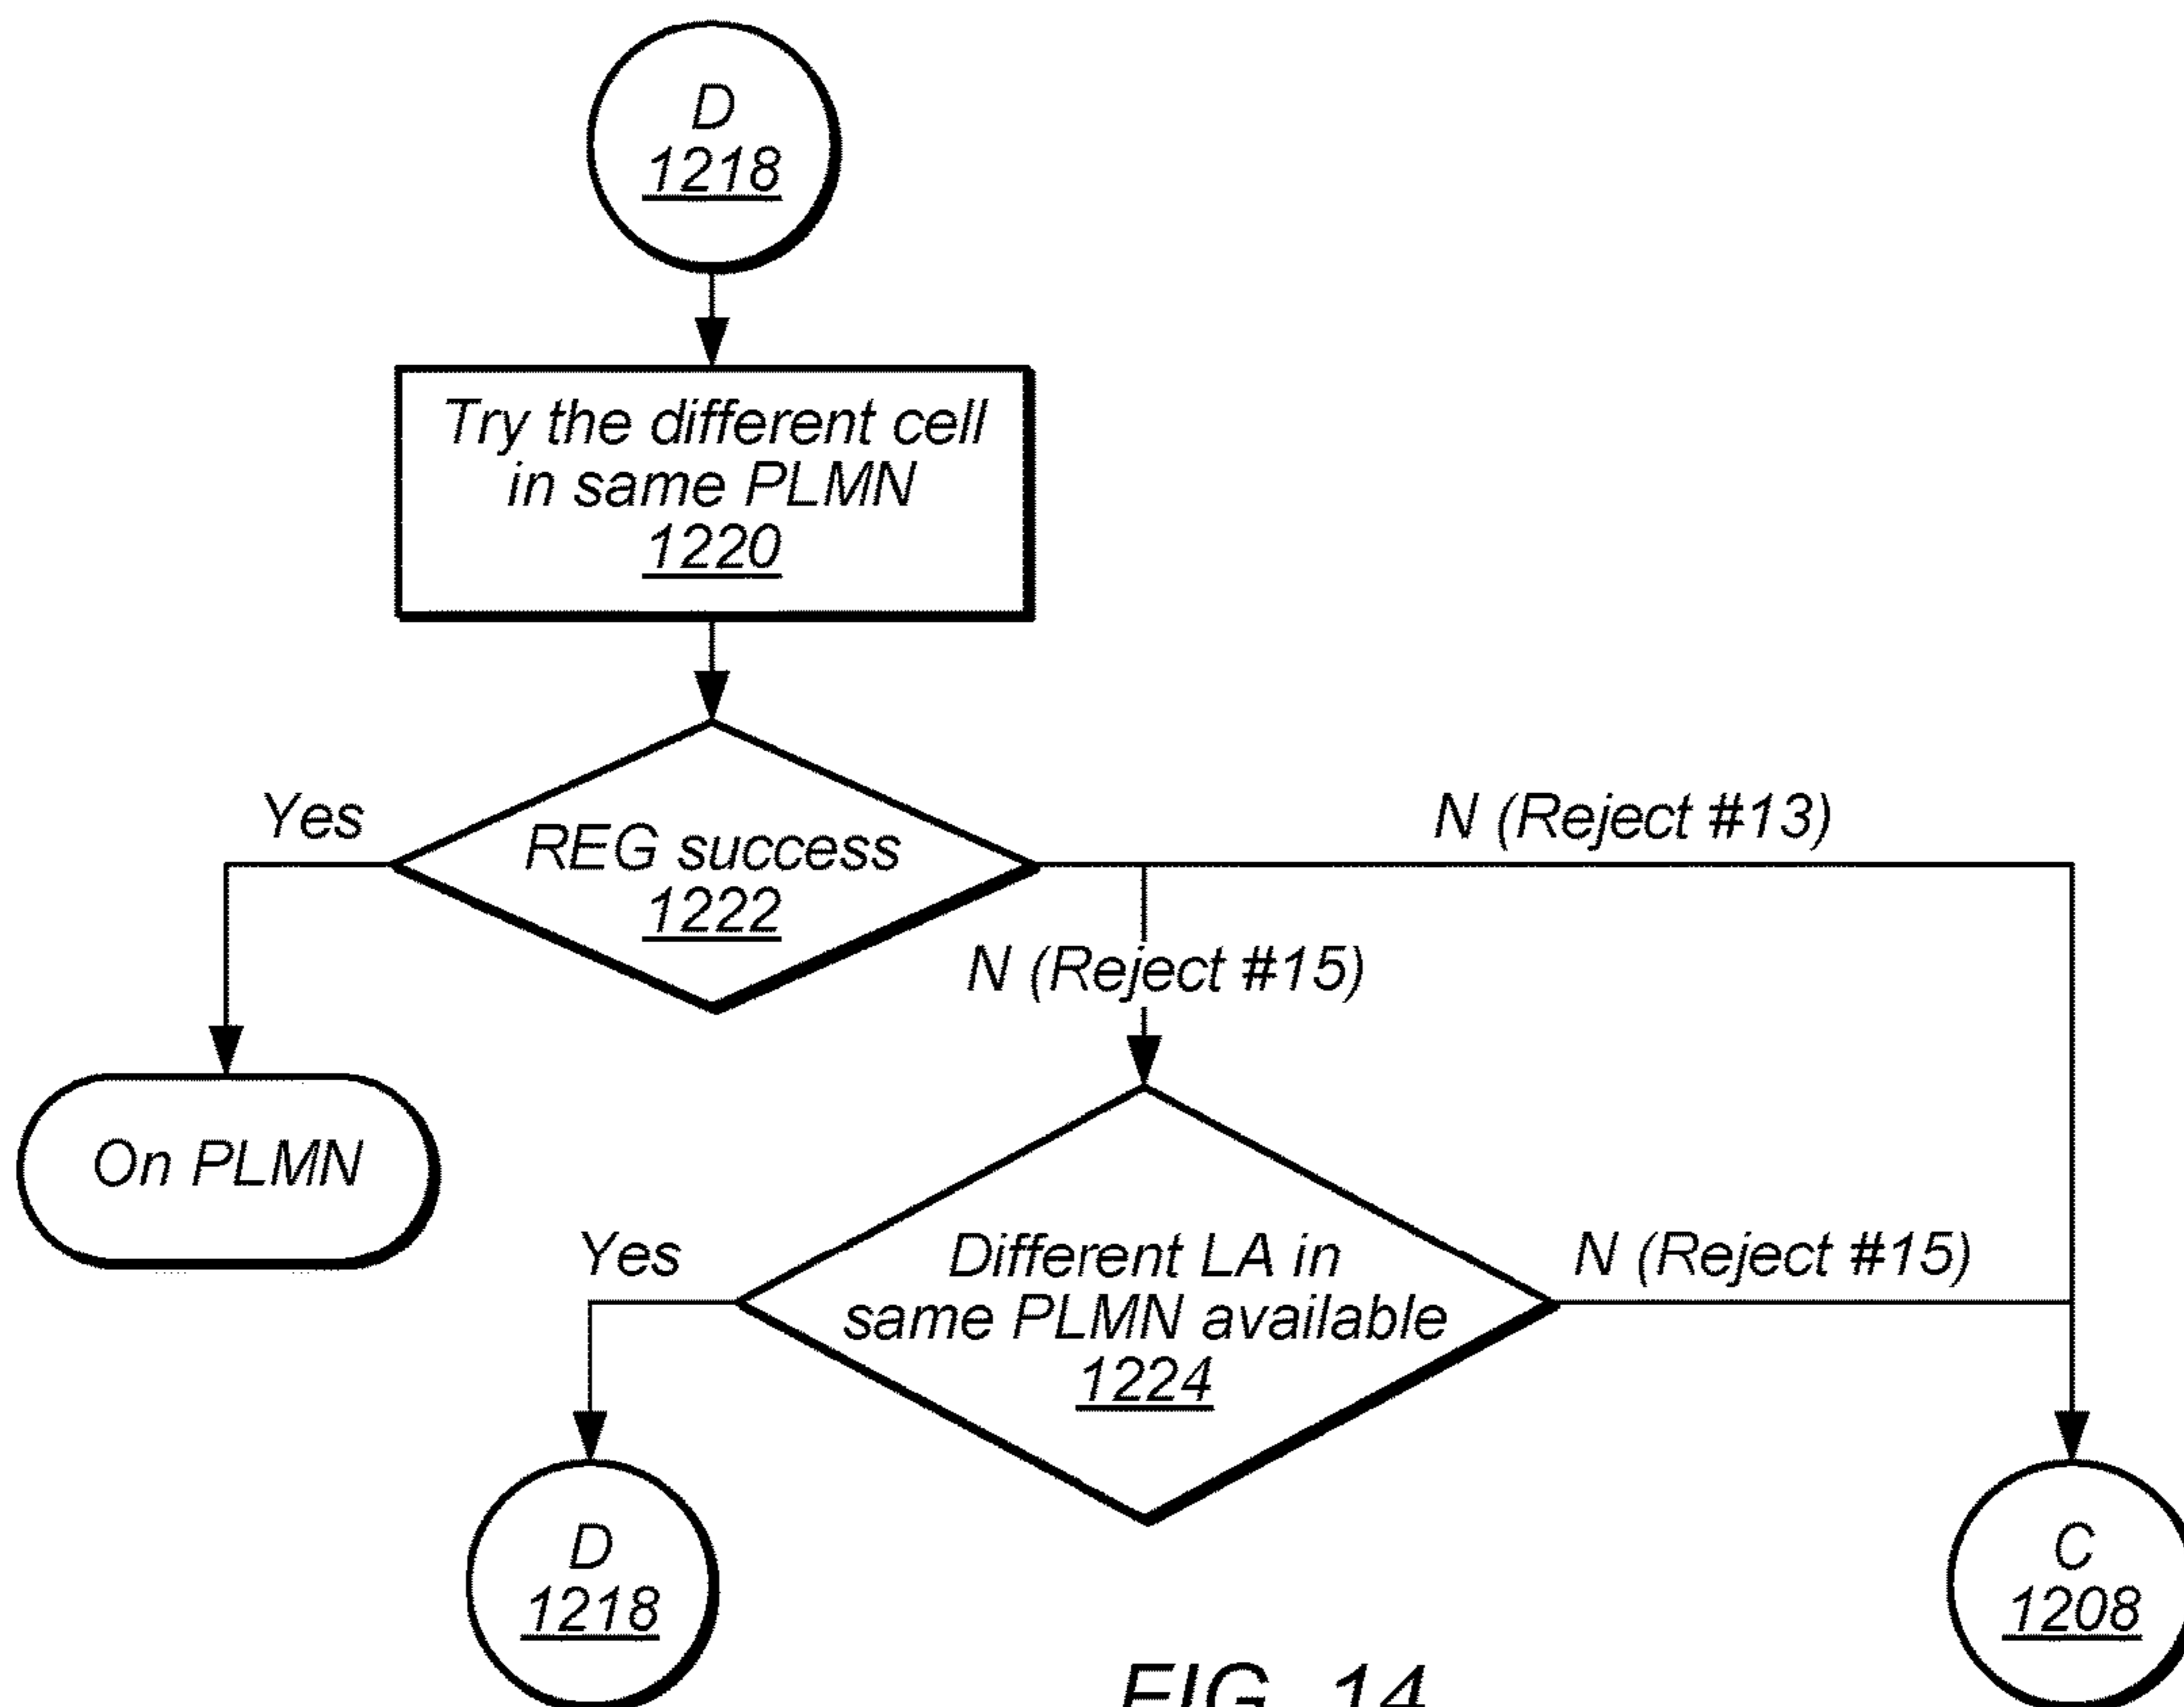 D
1218
Try the different cell
in same PLMN
1220
Yes
REG success
1222
N (Reject #13)
N (Reject #15)
On PLMN
Yes
Different LA in
same PLMN available
1224
N (Reject #15)
D
1218
C
1208
FIG. 14